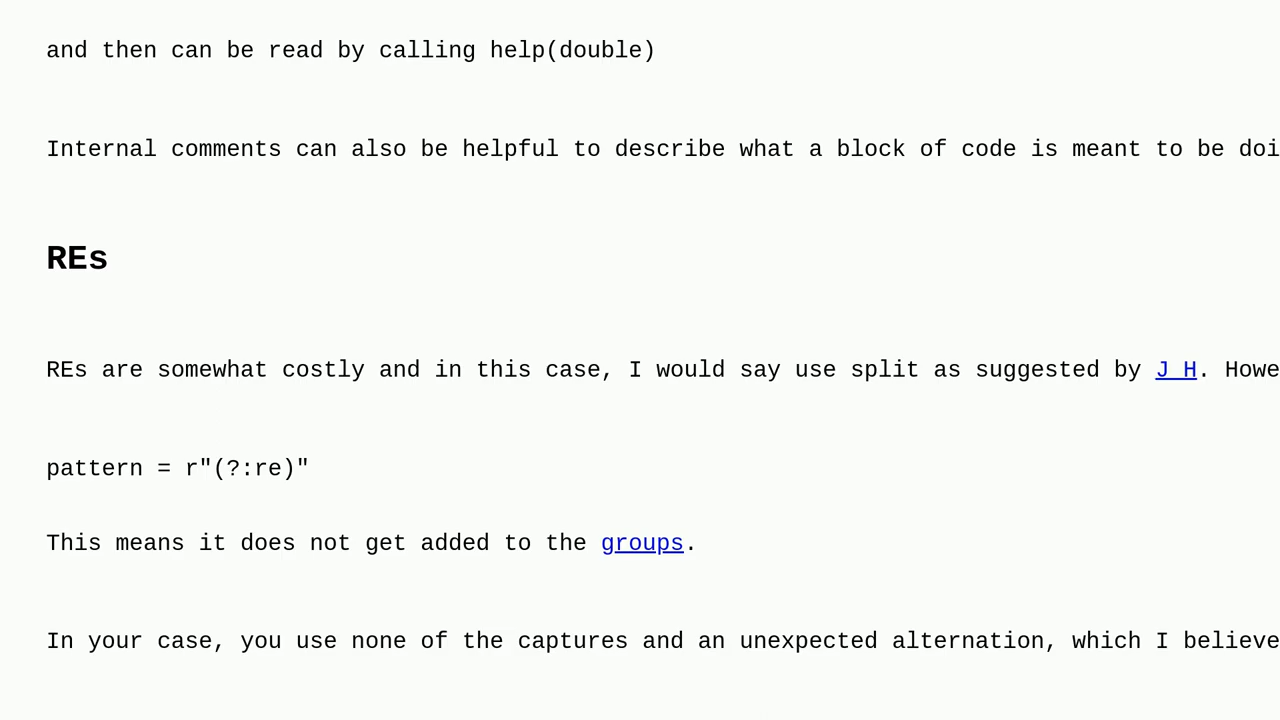 and then can be read by calling help(double)
Internal comments can also be helpful to describe what a block of code is meant to be doi
REs
REs are somewhat costly and in this case, I would say use split as suggested by J H. Howe
pattern = r"(?:re)"
This means it does not get added to the groups.
In your case, you use none of the captures and an unexpected alternation, which I believe